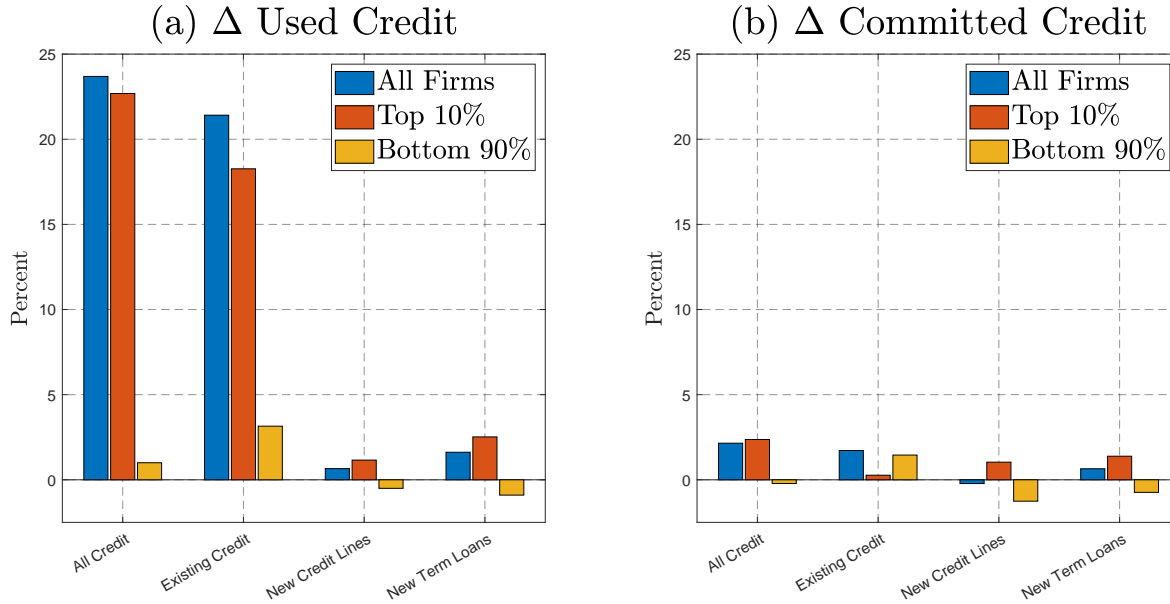 (a) Δ Used Credit
25
20
15
10
5
0
Percent
All Firms
Top 10%
Bottom 90%
All Credit
Existing Credit
New Credit Lines
New Term Loans
(b) Δ Committed Credit
25
20
15
10
5
0
Percent
All Firms
Top 10%
Bottom 90%
All Credit
Existing Credit
New Credit Lines
New Term Loans